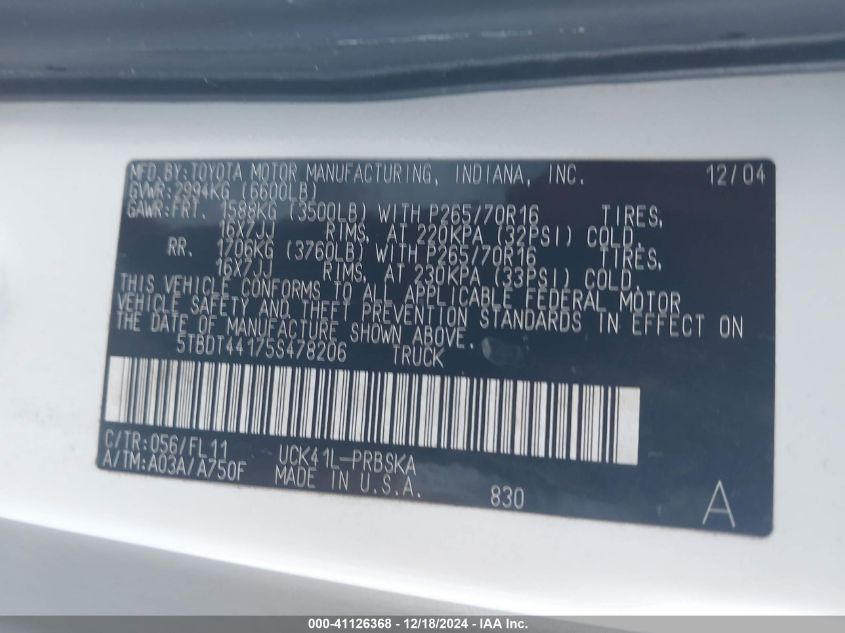 MFD.BY:TOYOTA MOTOR MANUFACTURING, INDIANA, INC. 12/04
GVWR:2994KG (6600LB)
GAWR:FRT. 1588KG (3500LB) WITH P265/70R16 TIRES,
16X7JJ RIMS, AT 220KPA (32PSI) COLD.
RR. 1706KG (3760LB) WITH P265/70R16 TIRES,
16X7JJ RIMS, AT 230KPA (33PSI) COLD.
THIS VEHICLE CONFORMS TO ALL APPLICABLE FEDERAL MOTOR
VEHICLE SAFETY AND THEFT PREVENTION STANDARDS IN EFFECT ON
THE DATE OF MANUFACTURE SHOWN ABOVE.
5TBDT44175S478206 TRUCK
C/TR:056/FL11 UCK41L-PRBSKA
A/TM:A03A/A750F MADE IN U.S.A. 830 A
000-41126368 - 12/18/2024 - IAA Inc.